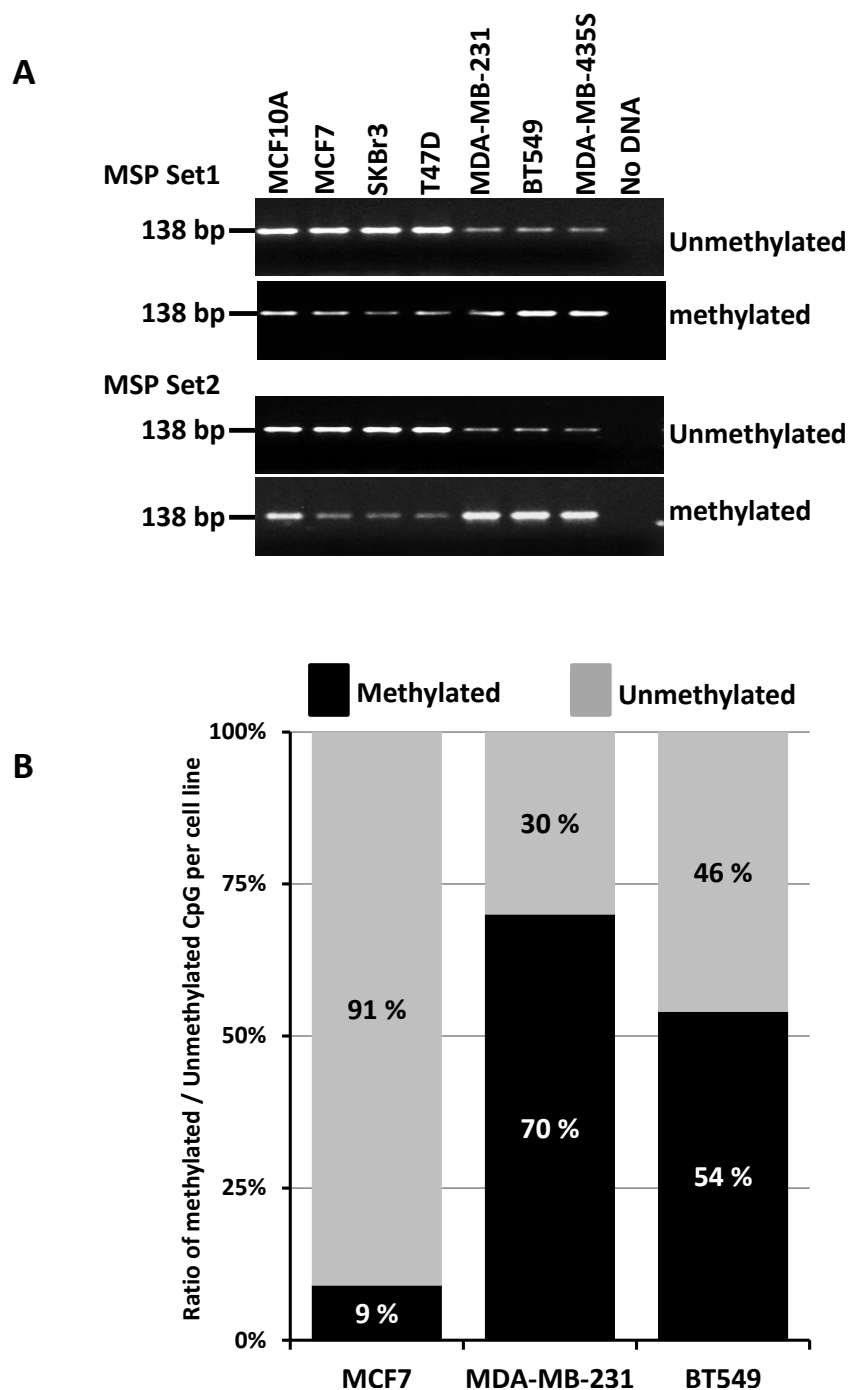 A
MCF10A
MCF7
SKBr3
T47D
MDA-MB-231
BT549
MDA-MB-435S
No DNA
MSP Set1
138 bp
Unmethylated
138 bp
methylated
MSP Set2
138 bp
Unmethylated
138 bp
methylated
B
Methylated
Unmethylated
Ratio of methylated / Unmethylated CpG per cell line
100%
75%
50%
25%
0%
91 %
9 %
30 %
70 %
46 %
54 %
MCF7
MDA-MB-231
BT549